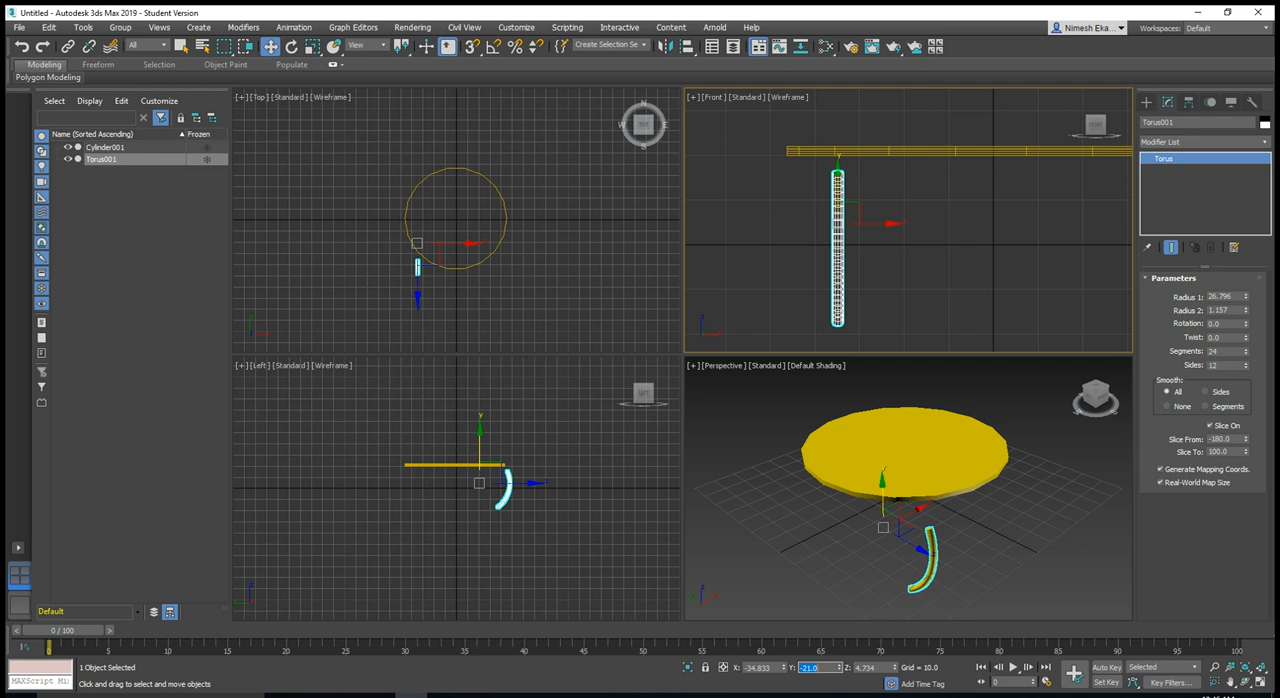 Untitled - Autodesk 3ds Max 2019 - Student Version
File Edit Tools Group Views Create Modifiers Animation Graph Editors Rendering Civil View Customize Scripting Interactive Content Arnold Help
Nimesh Eka... Workspaces: Default
All View Create Selection Se
Modeling Freeform Selection Object Paint Populate
Polygon Modeling
Select Display Edit Customize
Name (Sorted Ascending) Frozen
Cylinder001
Torus001
[+] [Top] [Standard] [Wireframe]
[+] [Front] [Standard] [Wireframe]
[+] [Left] [Standard] [Wireframe]
[+] [Perspective] [Standard] [Default Shading]
Torus001
Modifier List
Torus
Parameters
Radius 1: 26.796
Radius 2: 1.157
Rotation: 0.0
Twist: 0.0
Segments: 24
Sides: 12
Smooth:
All Sides
None Segments
Slice On
Slice From: -180.0
Slice To: 100.0
Generate Mapping Coords.
Real-World Map Size
Default
0 / 100
0 5 10 15 20 25 30 35 40 45 50 55 60 65 70 75 80 85 90 95 100
1 Object Selected
X: -34.833 Y: -21.0 Z: 4.734 Grid = 10.0
Auto Key Selected
MAXScript Mi:
Click and drag to select and move objects
Add Time Tag
0
Set Key Key Filters...